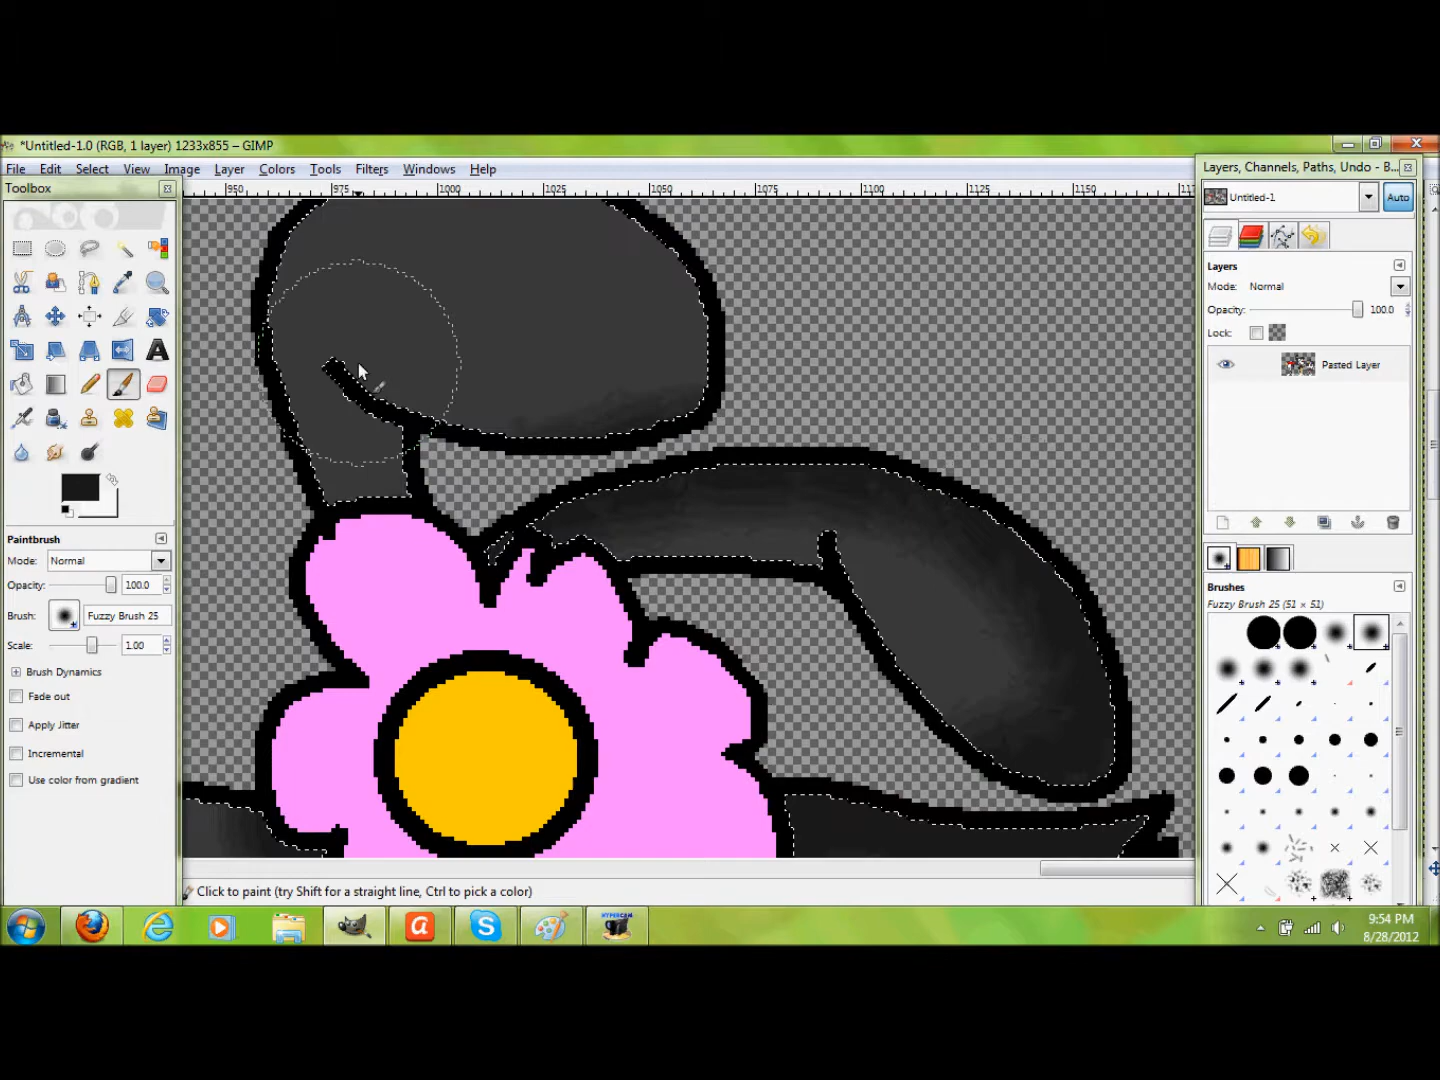 *Untitled-1.0 (RGB, 1 layer) 1233x855 – GIMP
File Edit Select View Image Layer Colors Tools Filters Windows Help
Layers, Channels, Paths, Undo - B...
Toolbox
950 975 1000 1025 1050 1075 1100 1125 1150
Untitled-1 Auto
Layers
Mode: Normal
Opacity: 100.0
Lock:
Pasted Layer
A
Paintbrush
Mode: Normal
Opacity: 100.0
Brush: Fuzzy Brush 25
Scale: 1.00
Brush Dynamics
Fade out
Apply Jitter
Incremental
Use color from gradient
Brushes
Fuzzy Brush 25 (51 × 51)
Click to paint (try Shift for a straight line, Ctrl to pick a color)
a S HYPERCAM
9:54 PM
8/28/2012